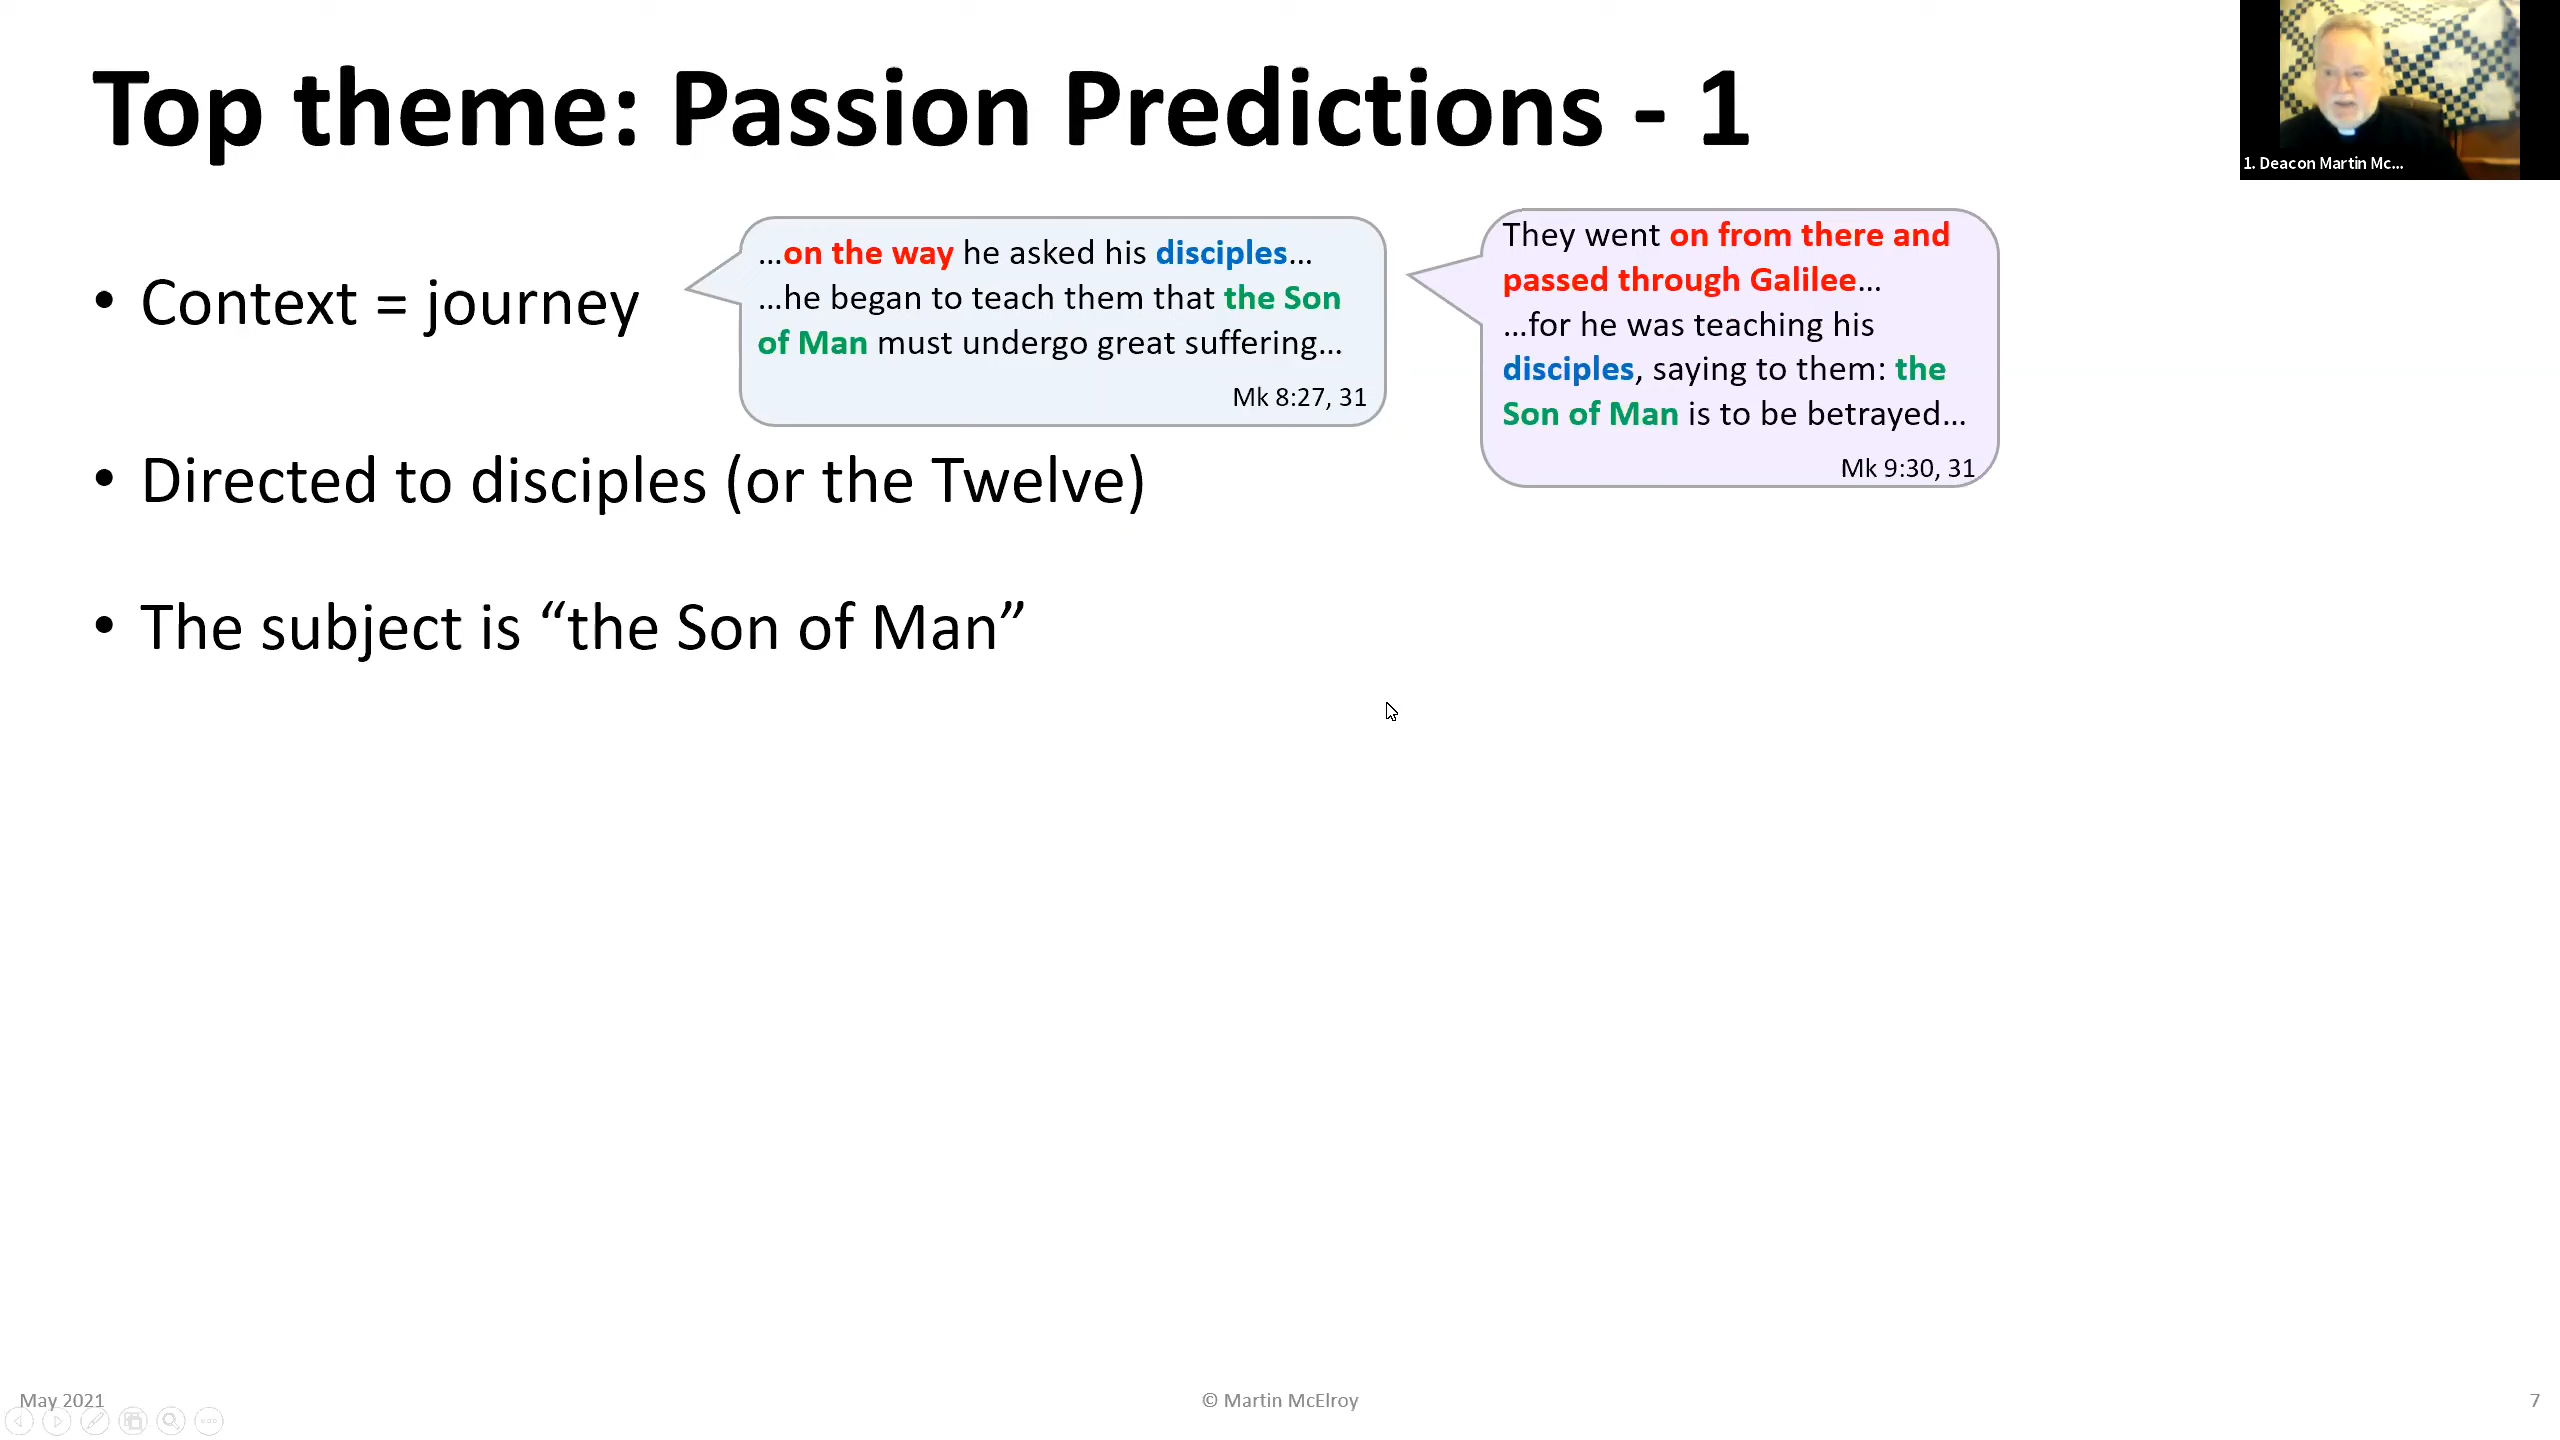 Top theme: Passion Predictions - 1
1. Deacon Martin Mc...
• Context = journey
…on the way he asked his disciples…
…he began to teach them that the Son
of Man must undergo great suffering…
Mk 8:27, 31
They went on from there and
passed through Galilee…
…for he was teaching his
disciples, saying to them: the
Son of Man is to be betrayed…
Mk 9:30, 31
• Directed to disciples (or the Twelve)
• The subject is “the Son of Man”
May 2021
© Martin McElroy
7